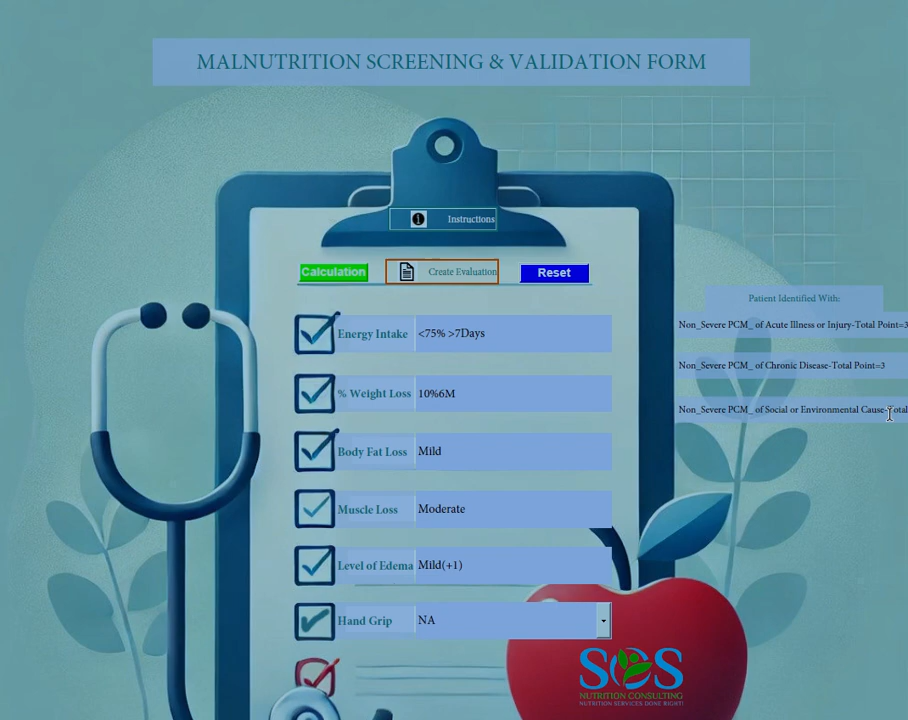 MALNUTRITION SCREENING & VALIDATION FORM
Instructions
Calculation
Create Evaluation
Reset
Patient Identified With:
Non_Severe PCM_ of Acute Illness or Injury-Total Point=3
Non_Severe PCM_ of Chronic Disease-Total Point=3
Non_Severe PCM_ of Social or Environmental Cause-Total
Energy Intake <75% >7Days
% Weight Loss 10%6M
Body Fat Loss Mild
Muscle Loss Moderate
Level of Edema Mild(+1)
Hand Grip NA
SOS
NUTRITION CONSULTING
NUTRITION SERVICES DONE RIGHT!